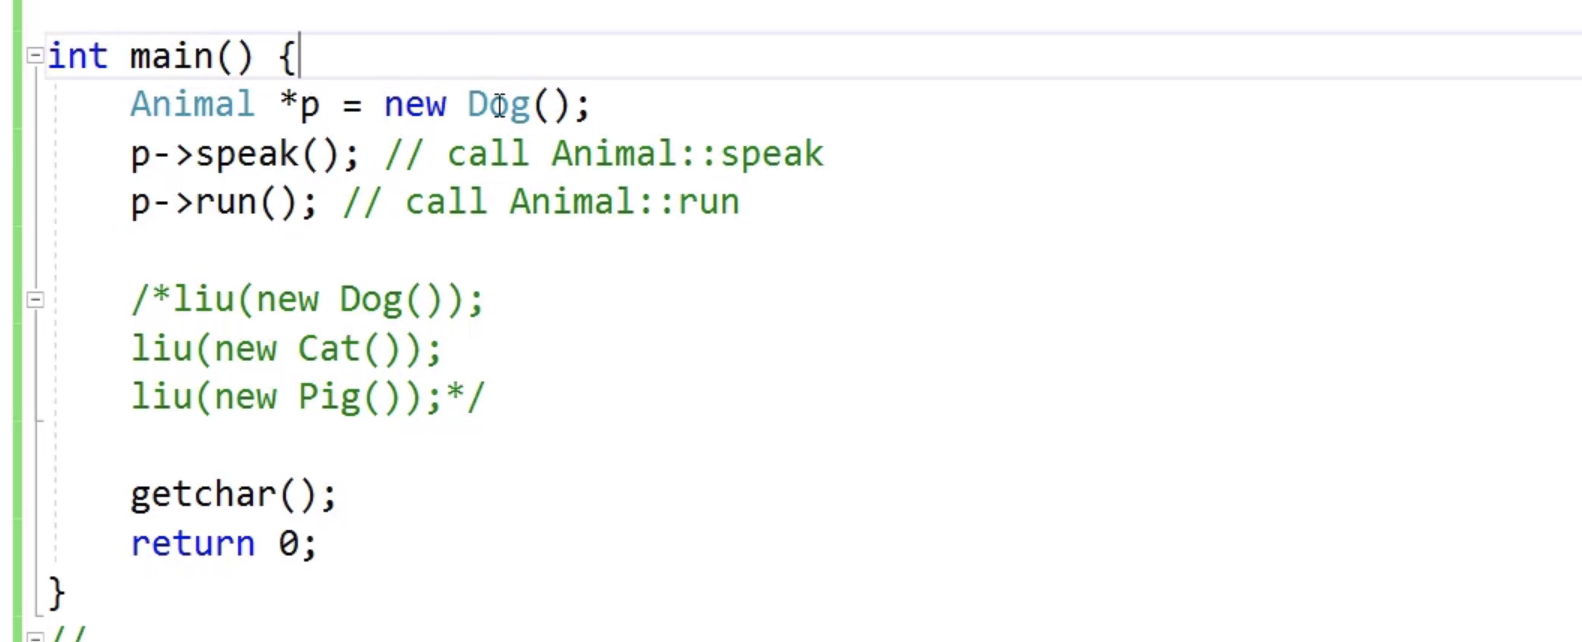 int main() {
Animal *p = new Dog();
p->speak(); // call Animal::speak
p->run(); // call Animal::run
/*liu(new Dog());
liu(new Cat());
liu(new Pig());*/
getchar();
return 0;
}
//